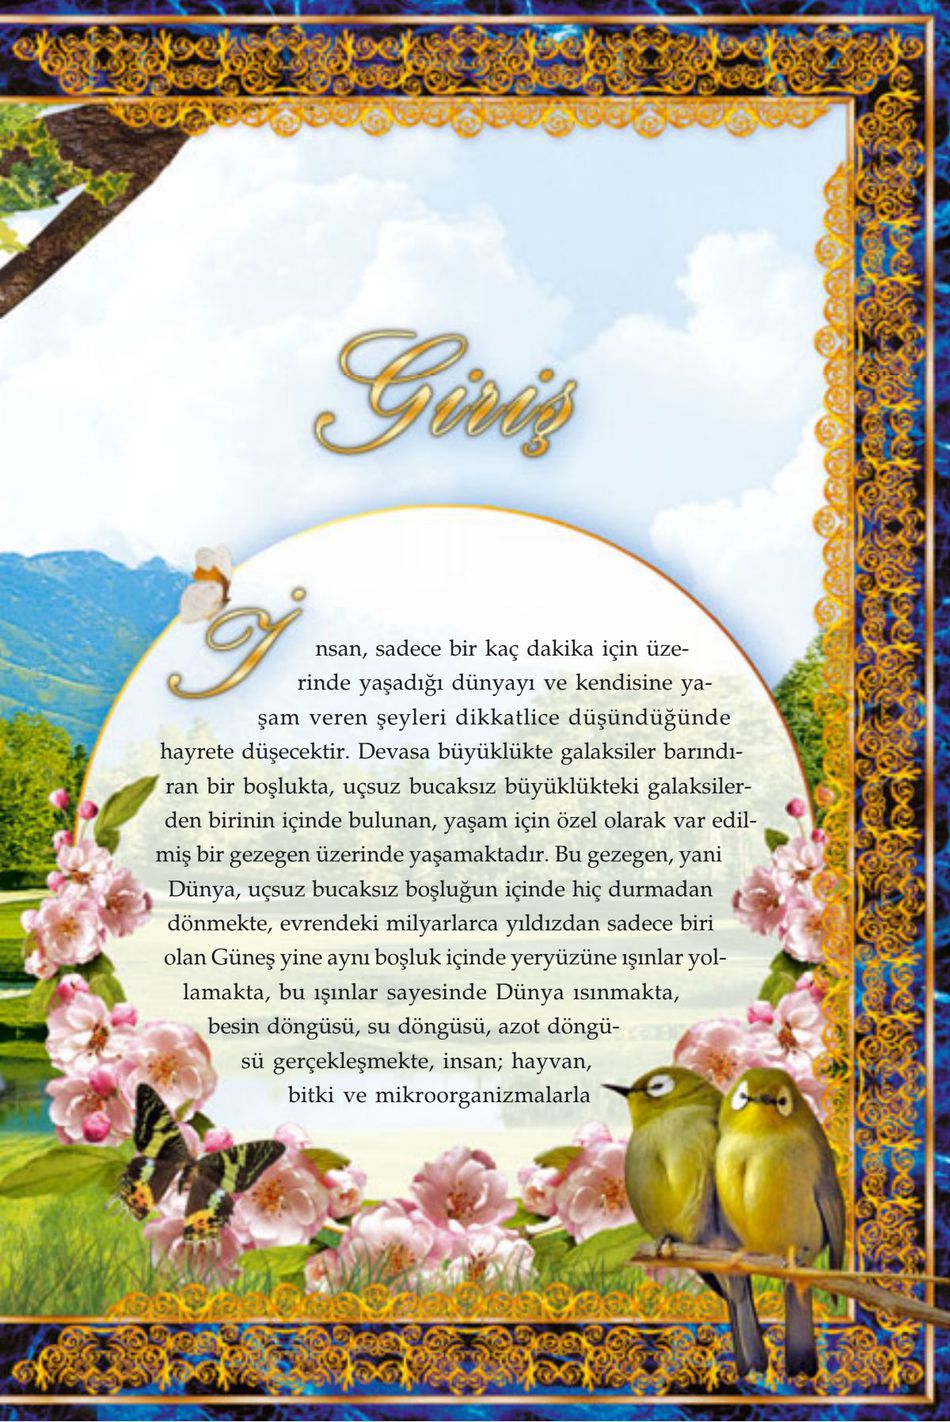 Giriş
İnsan, sadece bir kaç dakika için üze-
rinde yaşadığı dünyayı ve kendisine ya-
şam veren şeyleri dikkatlice düşündüğünde
hayrete düşecektir. Devasa büyüklükte galaksiler barındı-
ran bir boşlukta, uçsuz bucaksız büyüklükteki galaksiler-
den birinin içinde bulunan, yaşam için özel olarak var edil-
miş bir gezegen üzerinde yaşamaktadır. Bu gezegen, yani
Dünya, uçsuz bucaksız boşluğun içinde hiç durmadan
dönmekte, evrendeki milyarlarca yıldızdan sadece biri
olan Güneş yine aynı boşluk içinde yeryüzüne ışınlar yol-
lamakta, bu ışınlar sayesinde Dünya ısınmakta,
besin döngüsü, su döngüsü, azot döngü-
sü gerçekleşmekte, insan; hayvan,
bitki ve mikroorganizmalarla